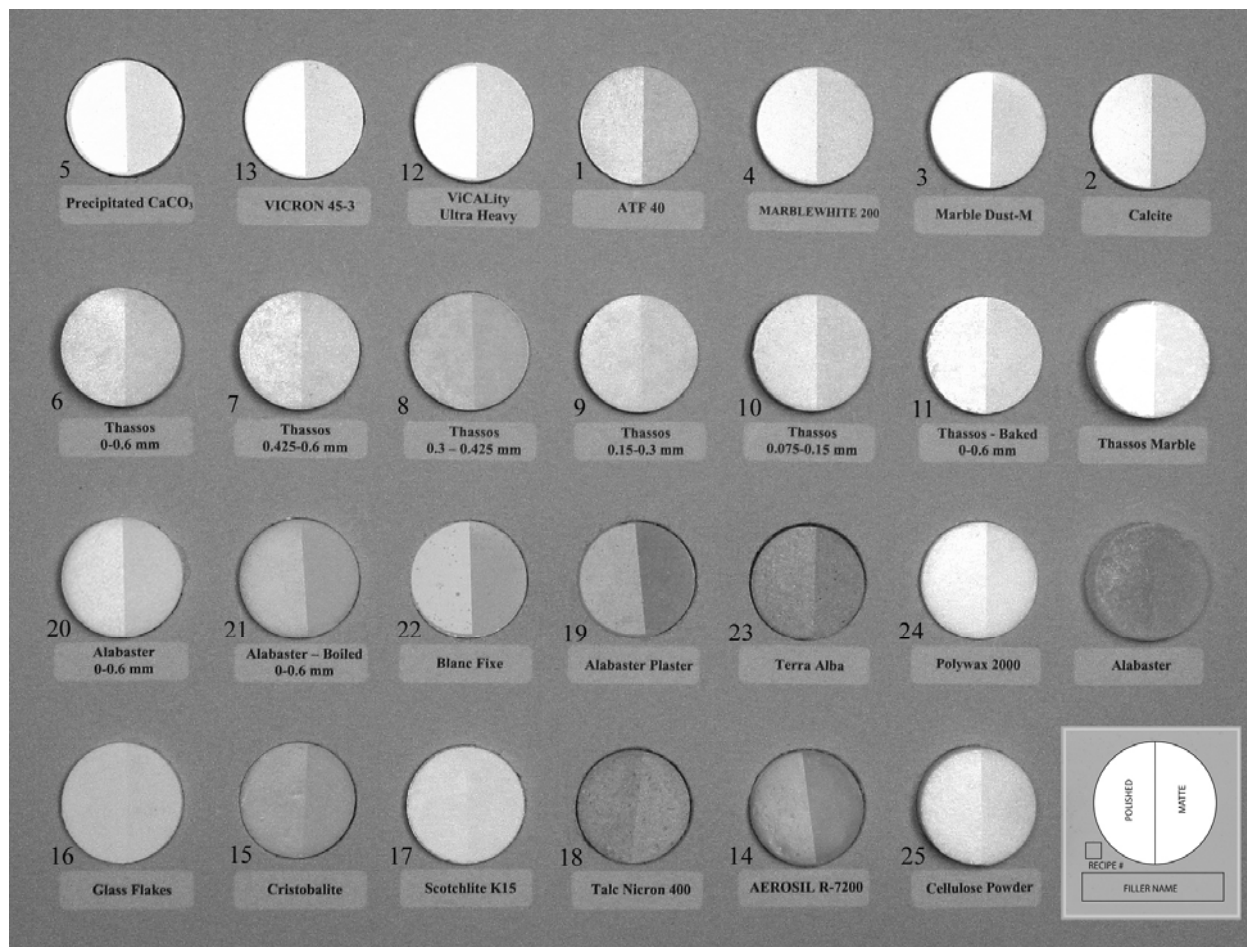 5
Precipitated CaCO₃
13
VICRON 45-3
12
ViCALity
Ultra Heavy
1
ATF 40
4
MARBLEWHITE 200
3
Marble Dust-M
2
Calcite
6
Thassos
0-0.6 mm
7
Thassos
0.425-0.6 mm
8
Thassos
0.3 – 0.425 mm
9
Thassos
0.15-0.3 mm
10
Thassos
0.075-0.15 mm
11
Thassos - Baked
0-0.6 mm
Thassos Marble
20
Alabaster
0-0.6 mm
21
Alabaster – Boiled
0-0.6 mm
22
Blanc Fixe
19
Alabaster Plaster
23
Terra Alba
24
Polywax 2000
Alabaster
16
Glass Flakes
15
Cristobalite
17
Scotchlite K15
18
Talc Nicron 400
14
AEROSIL R-7200
25
Cellulose Powder
POLISHED
MATTE
RECIPE #
FILLER NAME